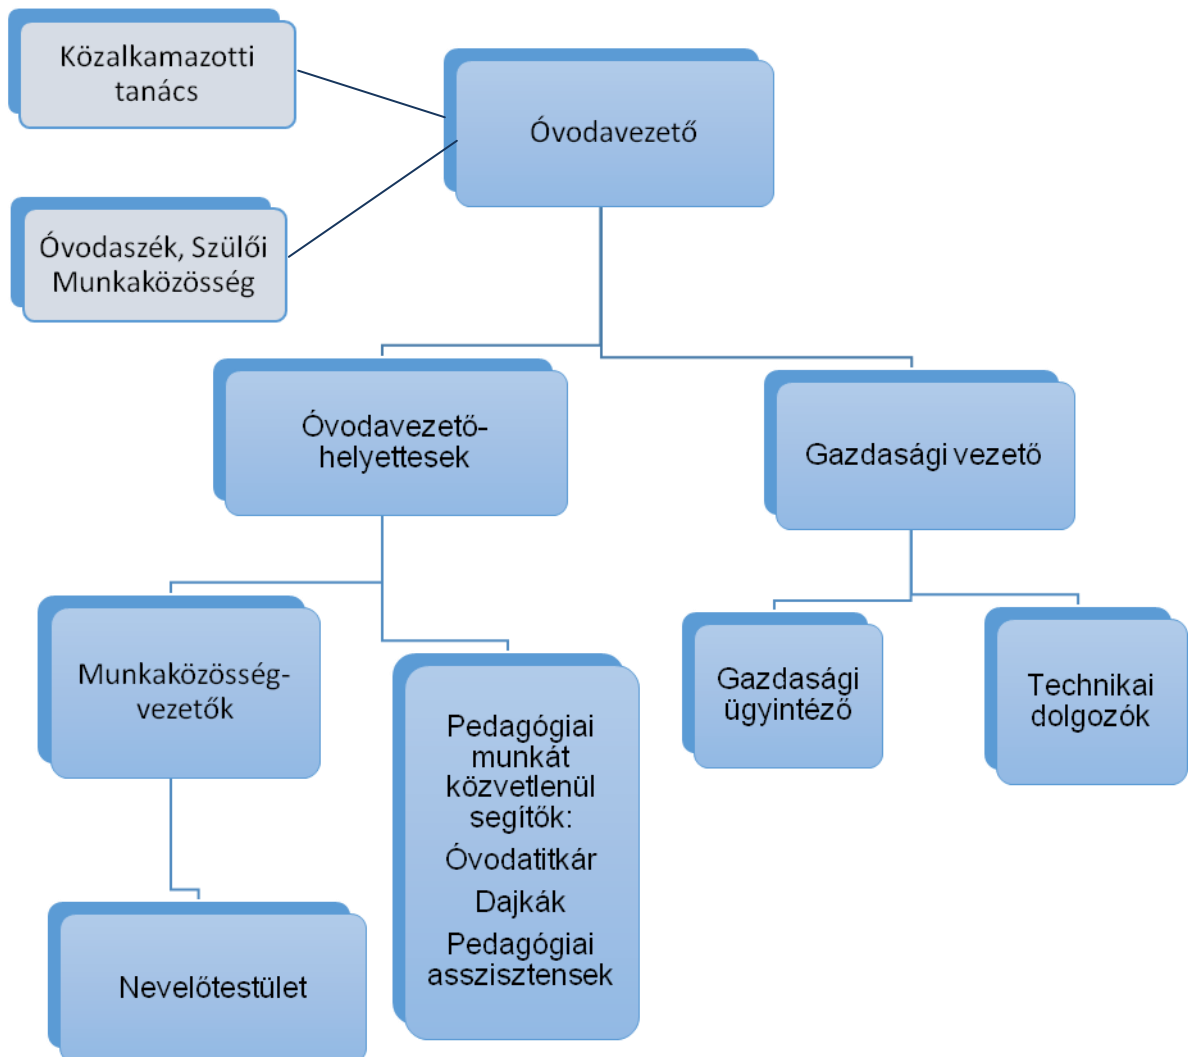 Közalkamazotti
tanács
Óvodavezető
Óvodaszék, Szülői
Munkaközösség
Óvodavezető-
helyettesek
Gazdasági vezető
Munkaközösség-
vezetők
Pedagógiai
munkát
közvetlenül
segítők:
Óvodatitkár
Dajkák
Pedagógiai
asszisztensek
Gazdasági
ügyintéző
Technikai
dolgozók
Nevelőtestület